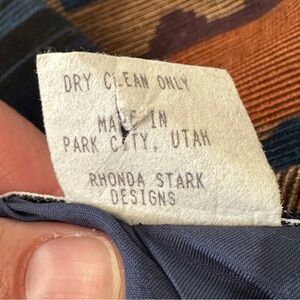 DRY CLEAN ONLY
MADE IN
PARK CITY, UTAH
RHONDA STARK
DESIGNS